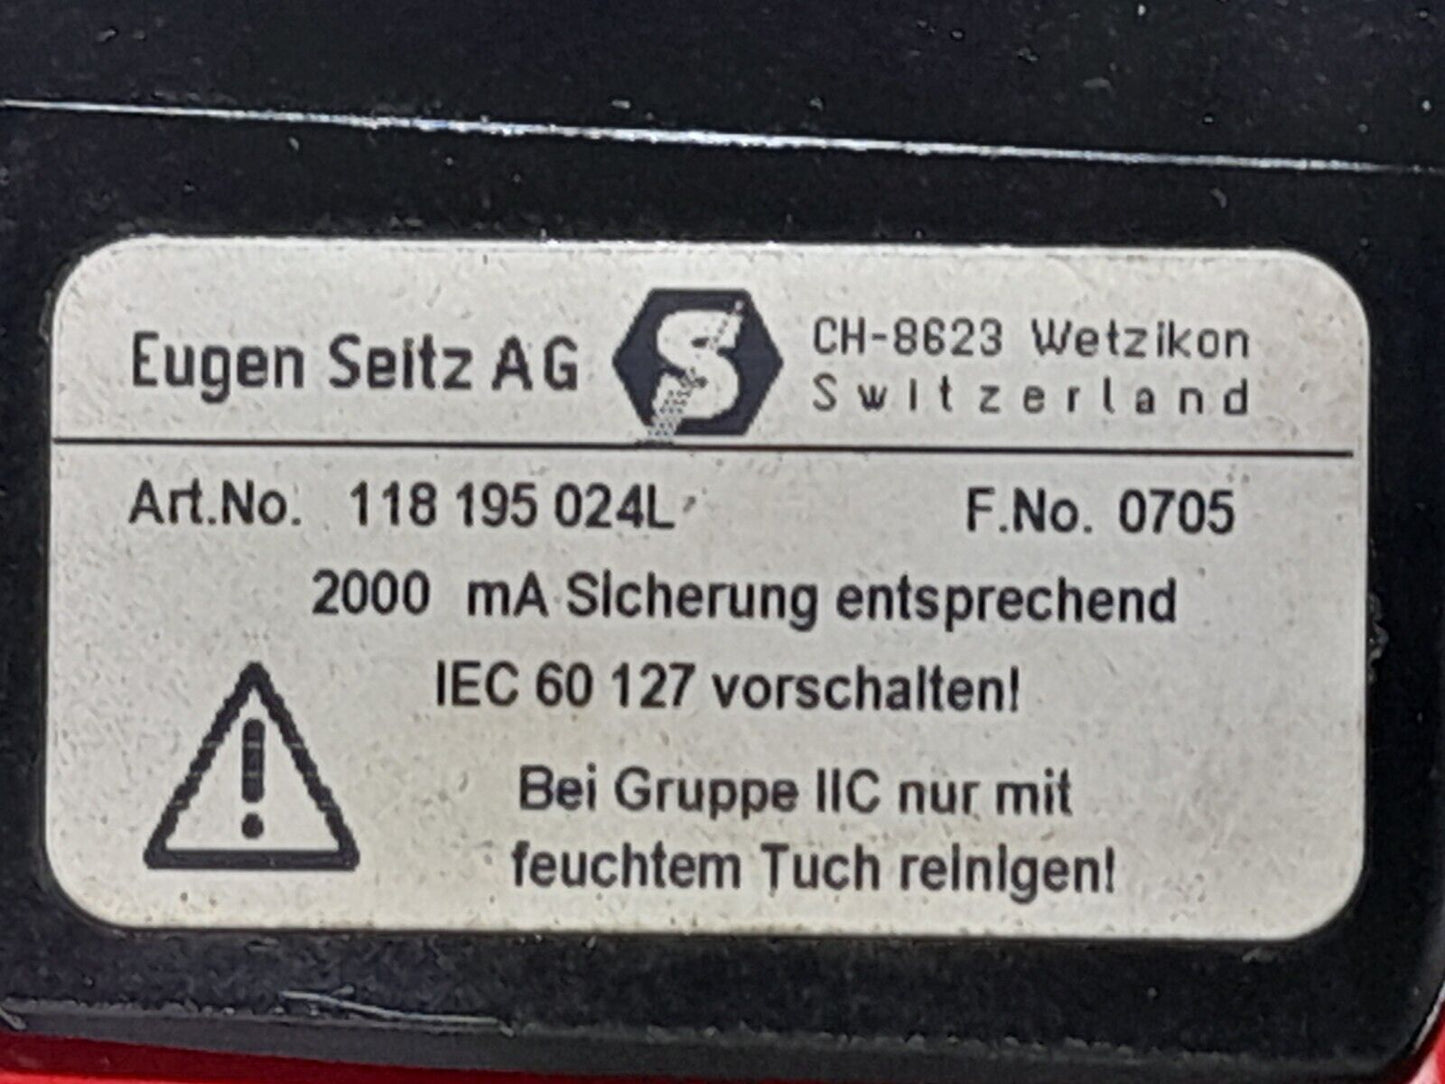 Eugen Seitz AG S CH-8623 Wetzikon
Switzerland
Art.No. 118 195 024L F.No. 0705
2000 mA Sicherung entsprechend
IEC 60 127 vorschalten!
Bei Gruppe IIC nur mit
feuchtem Tuch reinigen!